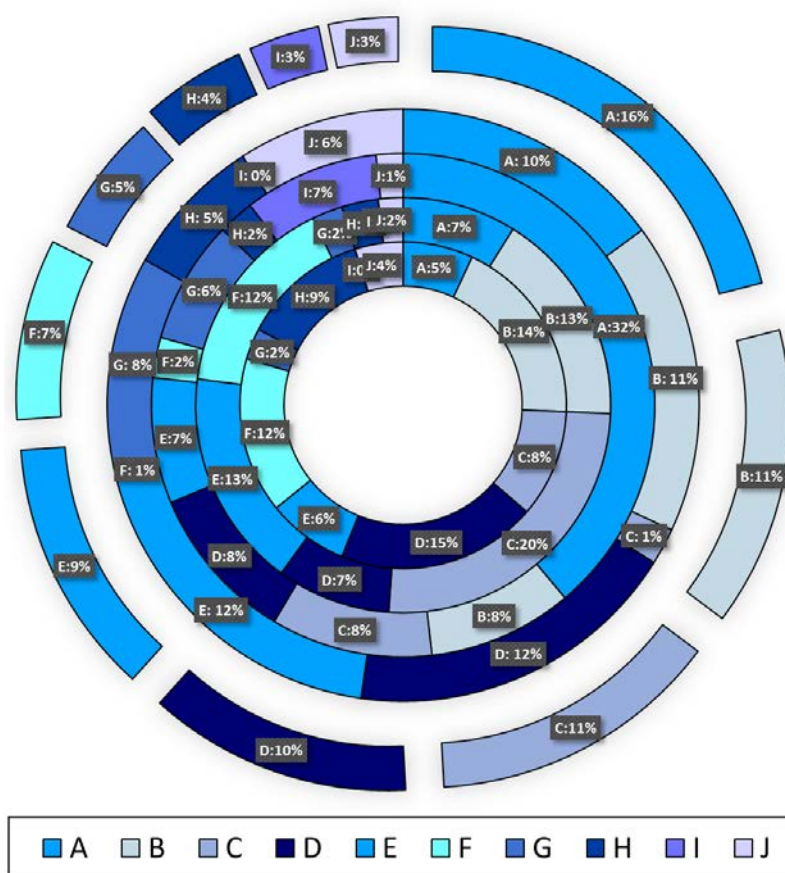 J:3%
I:3%
H:4%
A:16%
J: 6%
A: 10%
I: 0%
J:1%
G:5%
I:7%
H: 5%
J:2%
A:7%
H:2%
J:4%
A:5%
G:6%
F:12%
H:9%
B:14%
B:13%
A:32%
F:7%
G: 8%
F:2%
G:2%
B: 11%
F:12%
E:7%
C:8%
F: 1%
B:11%
E:13%
E:6%
C: 1%
D:15%
C:20%
D:8%
D:7%
E:9%
E: 12%
B:8%
C:8%
D: 12%
C:11%
D:10%
A B C D E F G H I J